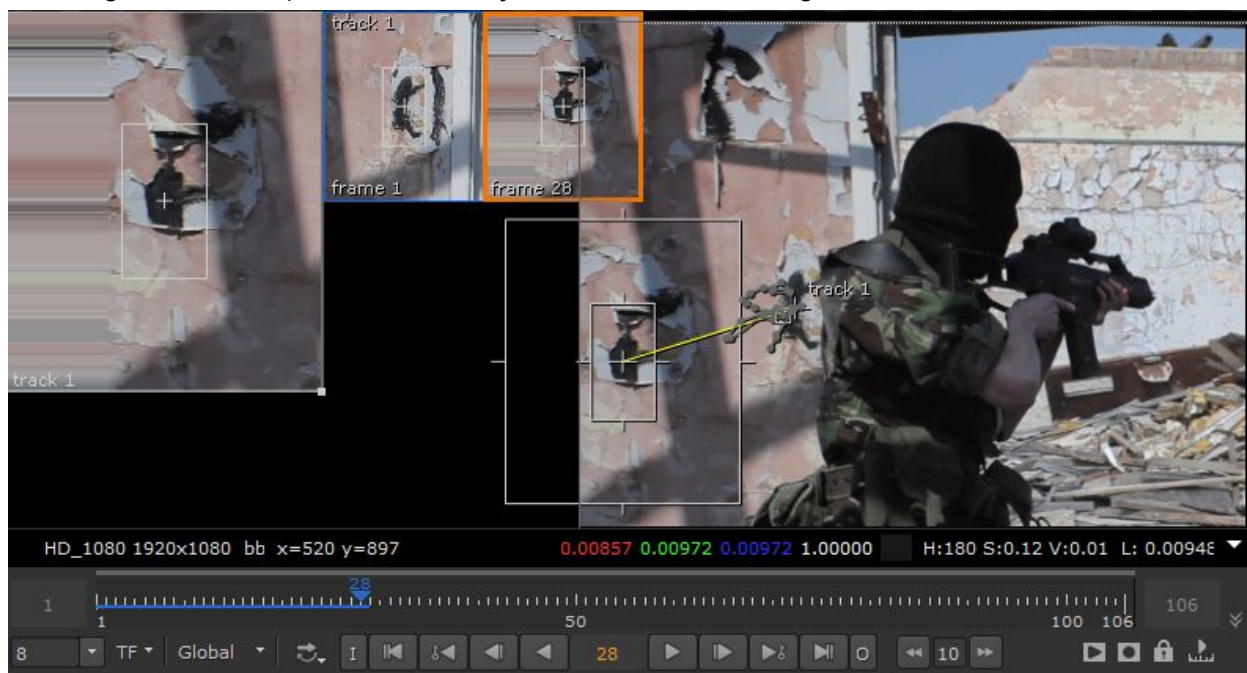 track 1
frame 1
frame 28
track 1
track 1
HD_1080 1920x1080 bb x=520 y=897
0.00857 0.00972 0.00972 1.00000
H:180 S:0.12 V:0.01 L: 0.00948
1
28
1
50
100
106
106
8
TF
Global
I
28
O
10